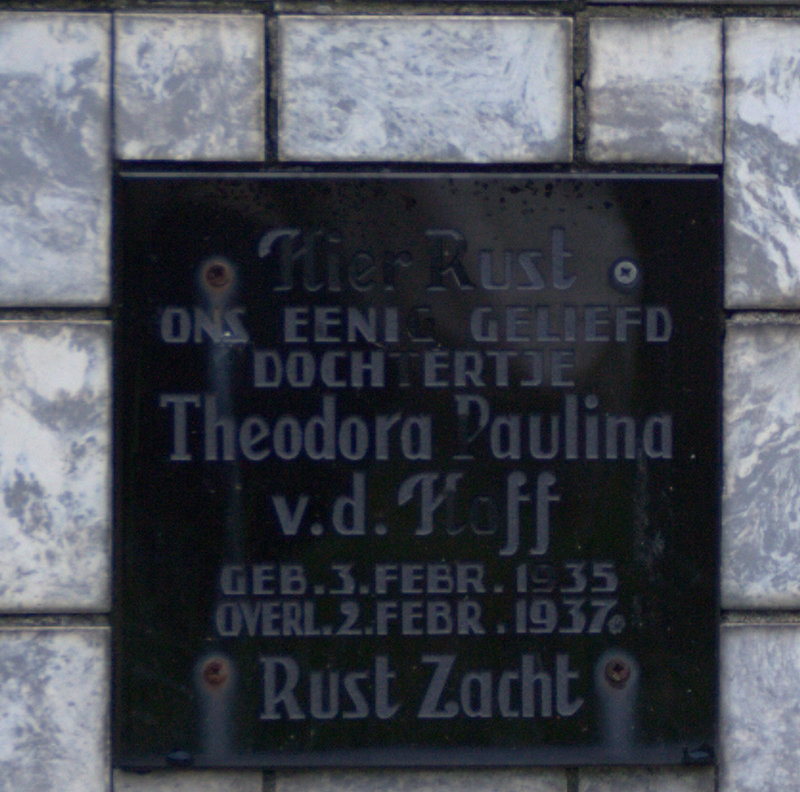 Hier Rust
ONS EENIG GELIEFD
DOCHTERTJE
Theodora Paulina
v.d. Hoff
GEB. 3. FEBR. 1935
OVERL. 2. FEBR. 1937.
Rust Zacht